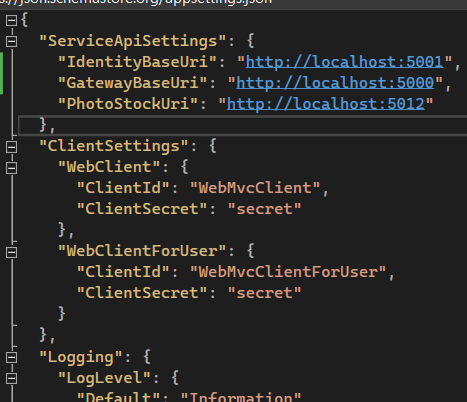 s://json.schemastore.org/appsettings.json
{
"ServiceApiSettings": {
"IdentityBaseUri": "http://localhost:5001",
"GatewayBaseUri": "http://localhost:5000",
"PhotoStockUri": "http://localhost:5012"
},
"ClientSettings": {
"WebClient": {
"ClientId": "WebMvcClient",
"ClientSecret": "secret"
},
"WebClientForUser": {
"ClientId": "WebMvcClientForUser",
"ClientSecret": "secret"
}
},
"Logging": {
"LogLevel": {
"Default": "Information"